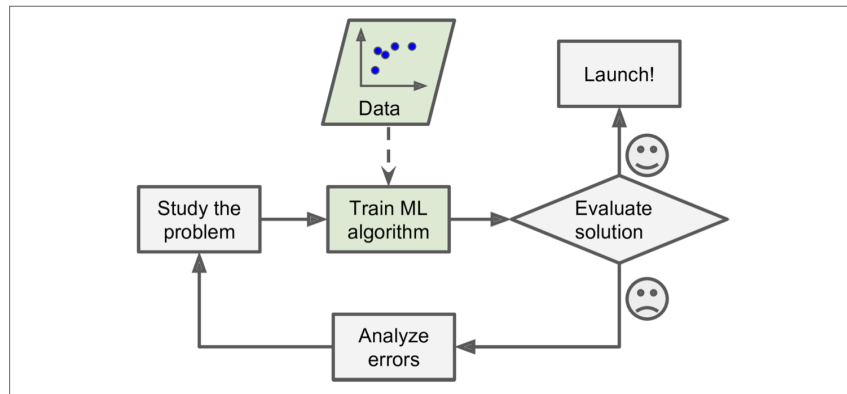 Data
Launch!
Study the
problem
Train ML
algorithm
Evaluate
solution
Analyze
errors